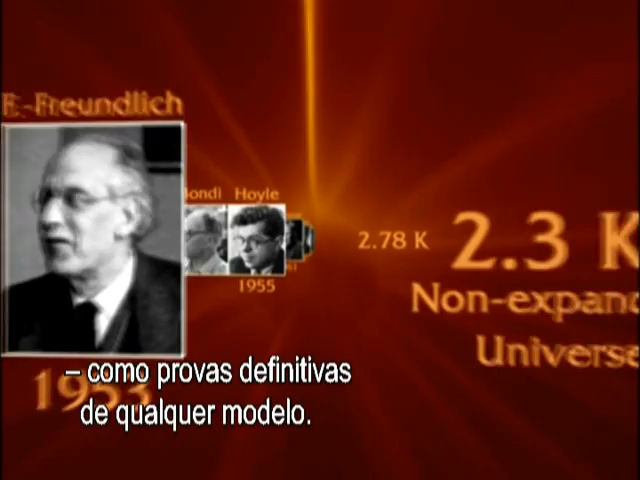 F.-Freundlich
Bondi Hoyle
2.78 K
2.3 K
1955
Non-expand
Universe
1953
– como provas definitivas
de qualquer modelo.